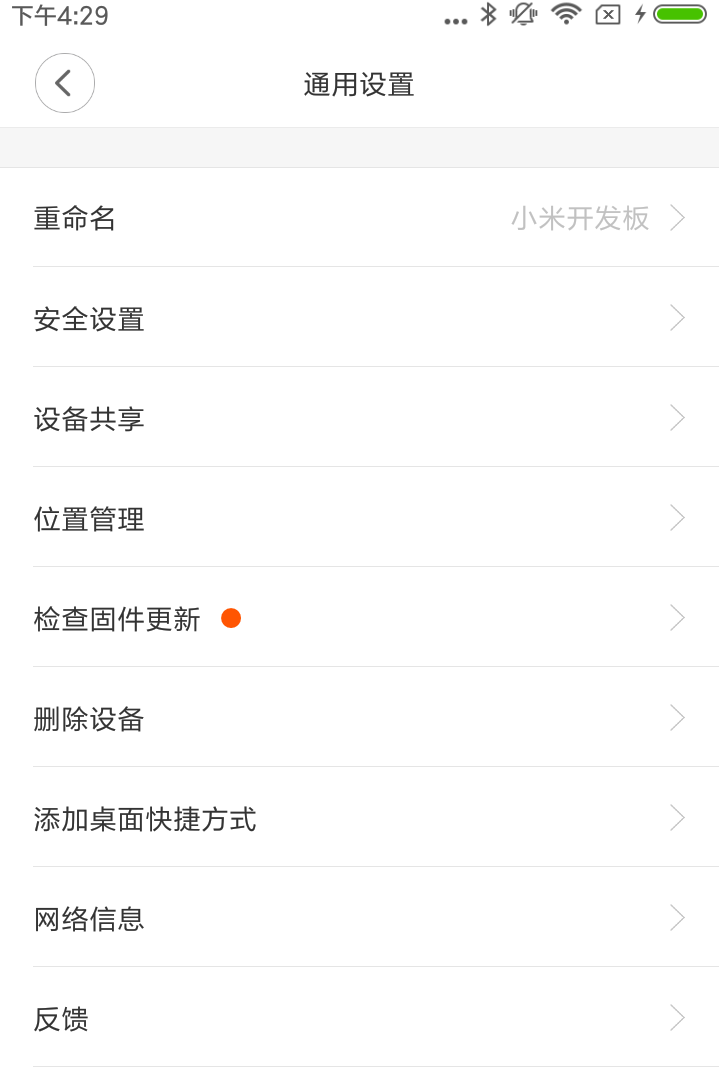 下午4:29
通用设置
重命名 小米开发板
安全设置
设备共享
位置管理
检查固件更新
删除设备
添加桌面快捷方式
网络信息
反馈